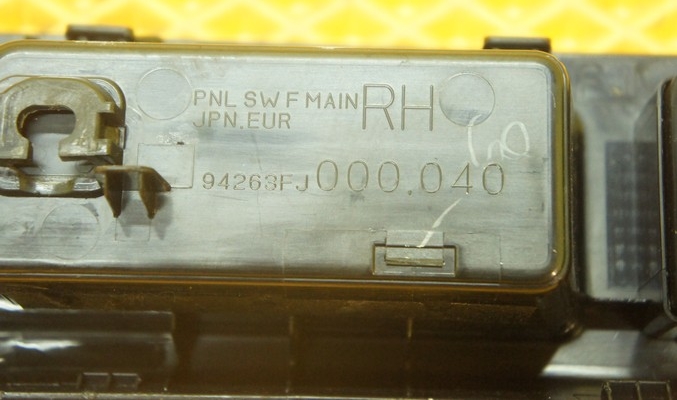 PNL SW F MAIN RH
JPN.EUR
94263FJ000.040